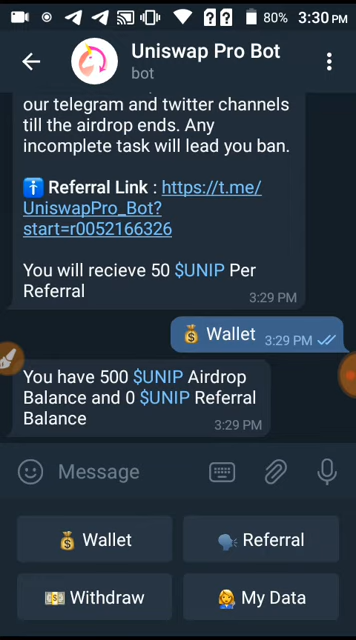 80% 3:30 PM
Uniswap Pro Bot
bot
our telegram and twitter channels
till the airdrop ends. Any
incomplete task will lead you ban.
Referral Link : https://t.me/
UniswapPro_Bot?
start=r0052166326
You will recieve 50 $UNIP Per
Referral
3:29 PM
Wallet 3:29 PM
You have 500 $UNIP Airdrop
Balance and 0 $UNIP Referral
Balance
3:29 PM
Message
Wallet Referral
Withdraw My Data